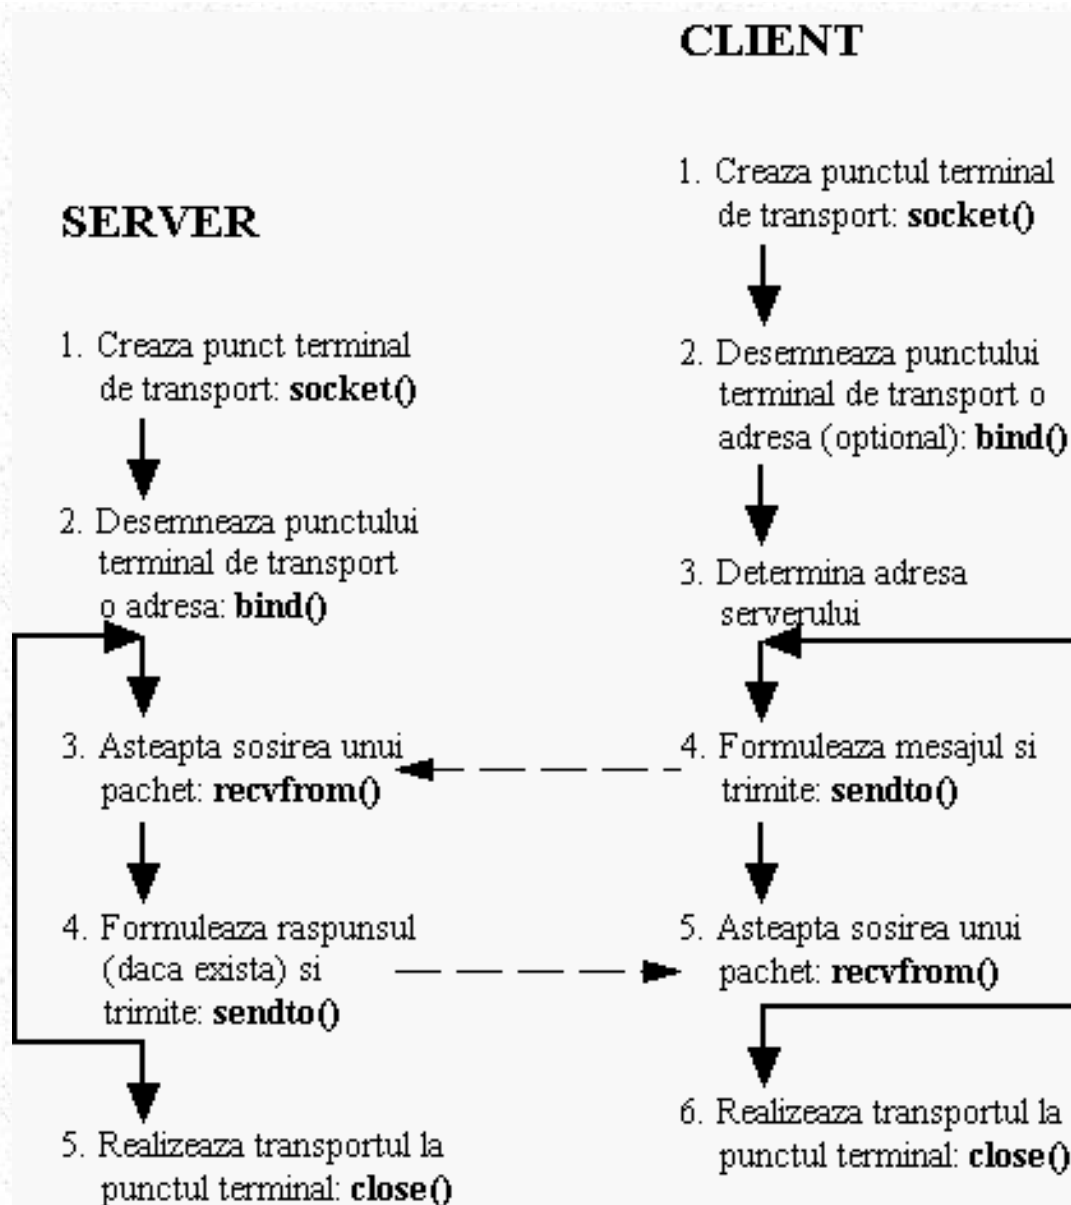 SERVER
1. Creaza punct terminal
de transport: socket()
2. Desemneaza punctului
terminal de transport
o adresa: bind()
3. Asteapta sosirea unui
pachet: recvfrom()
4. Formuleaza raspunsul
(daca exista) si
trimite: sendto()
5. Realizeaza transportul la
punctul terminal: close()
CLIENT
1. Creaza punctul terminal
de transport: socket()
2. Desemneaza punctului
terminal de transport o
adresa (optional): bind()
3. Determina adresa
serverului
4. Formuleaza mesajul si
trimite: sendto()
5. Asteapta sosirea unui
pachet: recvfrom()
6. Realizeaza transportul la
punctul terminal: close()